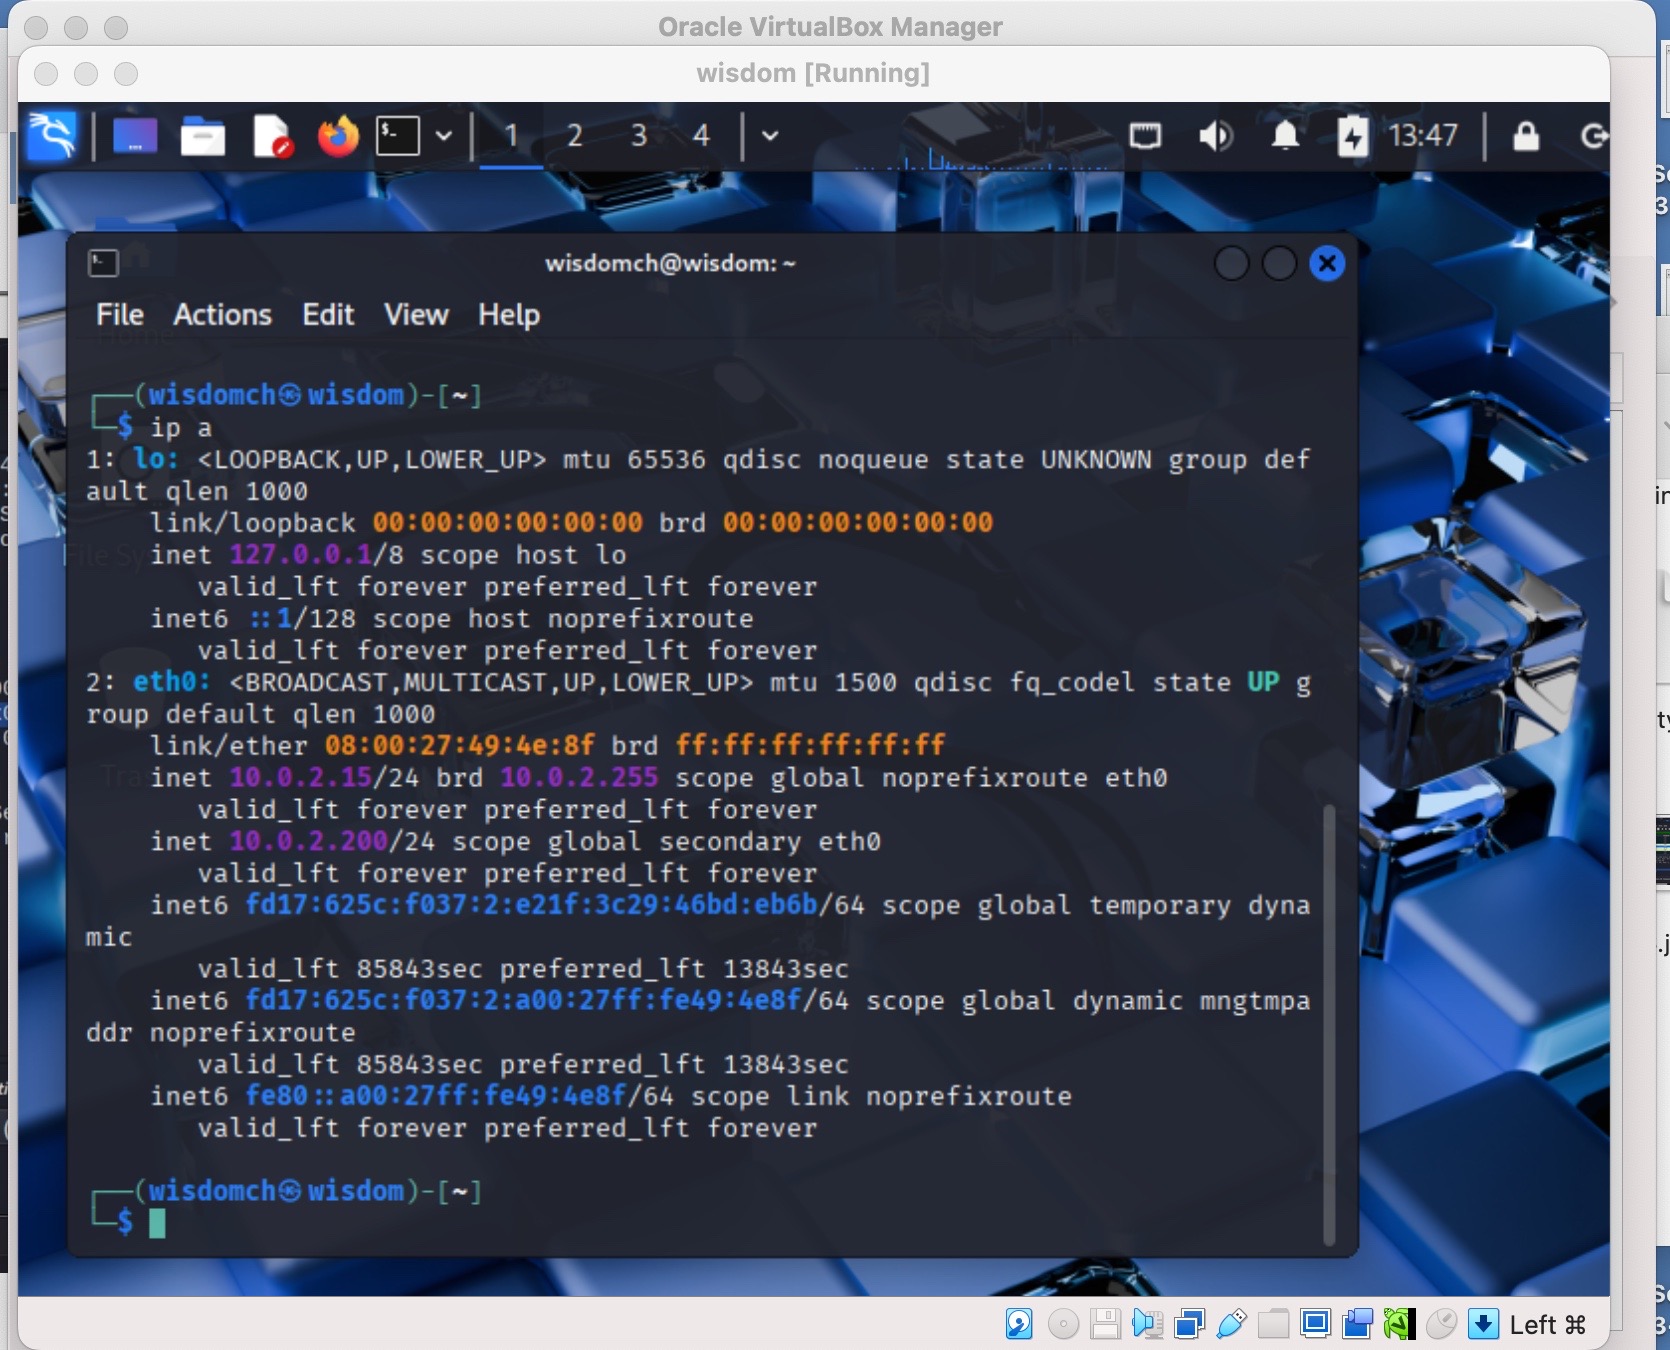 Oracle VirtualBox Manager
wisdom [Running]
1 2 3 4 13:47
wisdomch@wisdom: ~
File Actions Edit View Help
┌──(wisdomch㉿wisdom)-[~]
└─$ ip a
1: lo: <LOOPBACK,UP,LOWER_UP> mtu 65536 qdisc noqueue state UNKNOWN group def
ault qlen 1000
link/loopback 00:00:00:00:00:00 brd 00:00:00:00:00:00
inet 127.0.0.1/8 scope host lo
valid_lft forever preferred_lft forever
inet6 ::1/128 scope host noprefixroute
valid_lft forever preferred_lft forever
2: eth0: <BROADCAST,MULTICAST,UP,LOWER_UP> mtu 1500 qdisc fq_codel state UP g
roup default qlen 1000
link/ether 08:00:27:49:4e:8f brd ff:ff:ff:ff:ff:ff
inet 10.0.2.15/24 brd 10.0.2.255 scope global noprefixroute eth0
valid_lft forever preferred_lft forever
inet 10.0.2.200/24 scope global secondary eth0
valid_lft forever preferred_lft forever
inet6 fd17:625c:f037:2:e21f:3c29:46bd:eb6b/64 scope global temporary dyna
mic
valid_lft 85843sec preferred_lft 13843sec
inet6 fd17:625c:f037:2:a00:27ff:fe49:4e8f/64 scope global dynamic mngtmpa
ddr noprefixroute
valid_lft 85843sec preferred_lft 13843sec
inet6 fe80::a00:27ff:fe49:4e8f/64 scope link noprefixroute
valid_lft forever preferred_lft forever
┌──(wisdomch㉿wisdom)-[~]
└─$
Left ⌘